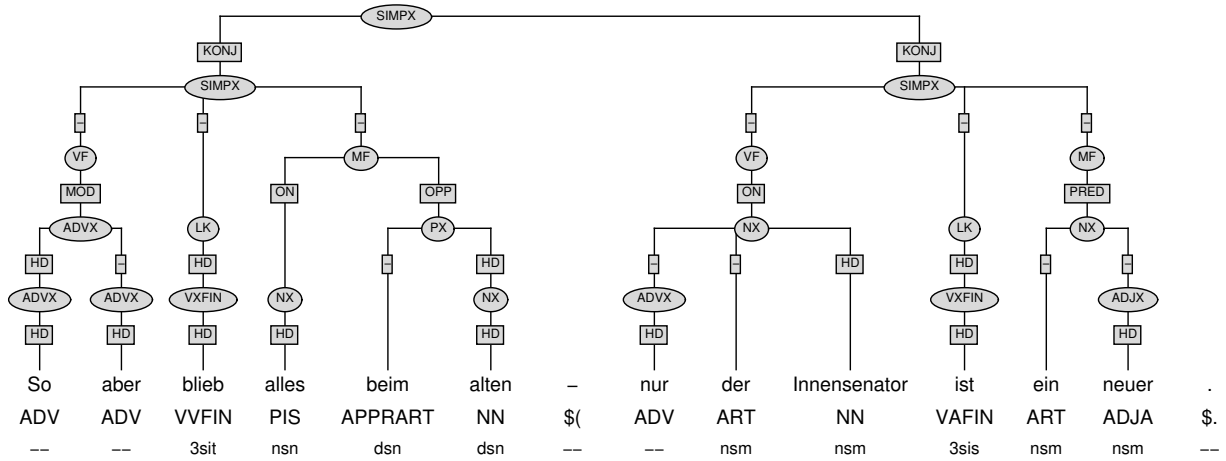 SIMPX
KONJ KONJ
SIMPX SIMPX
– – – – – –
VF MF VF MF
MOD ON OPP ON PRED
ADVX LK PX NX LK NX
HD – HD – HD – – HD HD – –
ADVX ADVX VXFIN NX NX ADVX VXFIN ADJX
HD HD HD HD HD HD HD HD
So aber blieb alles beim alten – nur der Innensenator ist ein neuer .
ADV ADV VVFIN PIS APPRART NN $( ADV ART NN VAFIN ART ADJA $.
–– –– 3sit nsn dsn dsn –– –– nsm nsm 3sis nsm nsm ––